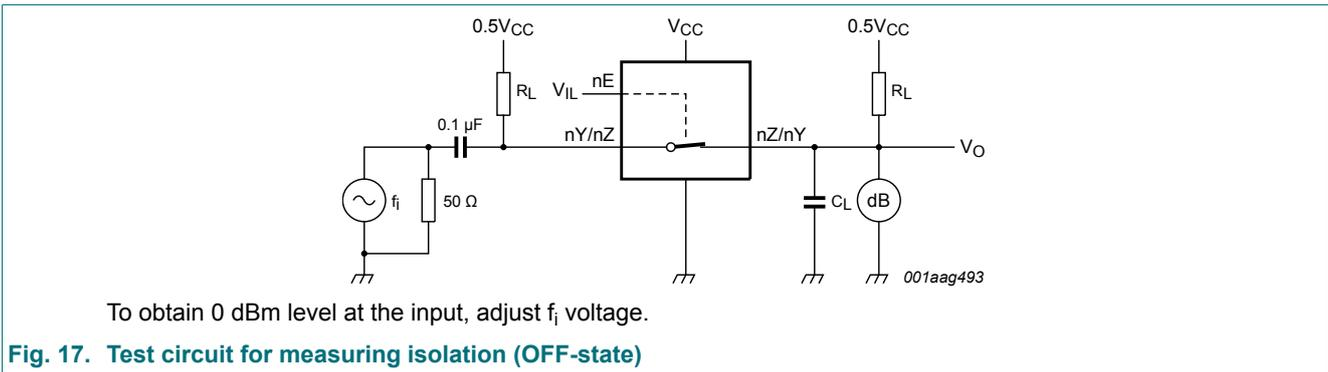 0.5VCC
VCC
0.5VCC
RL
VIL
nE
RL
0.1 µF
nY/nZ
nZ/nY
VO
fi
50 Ω
CL
dB
001aag493
To obtain 0 dBm level at the input, adjust fi voltage.
Fig. 17. Test circuit for measuring isolation (OFF-state)